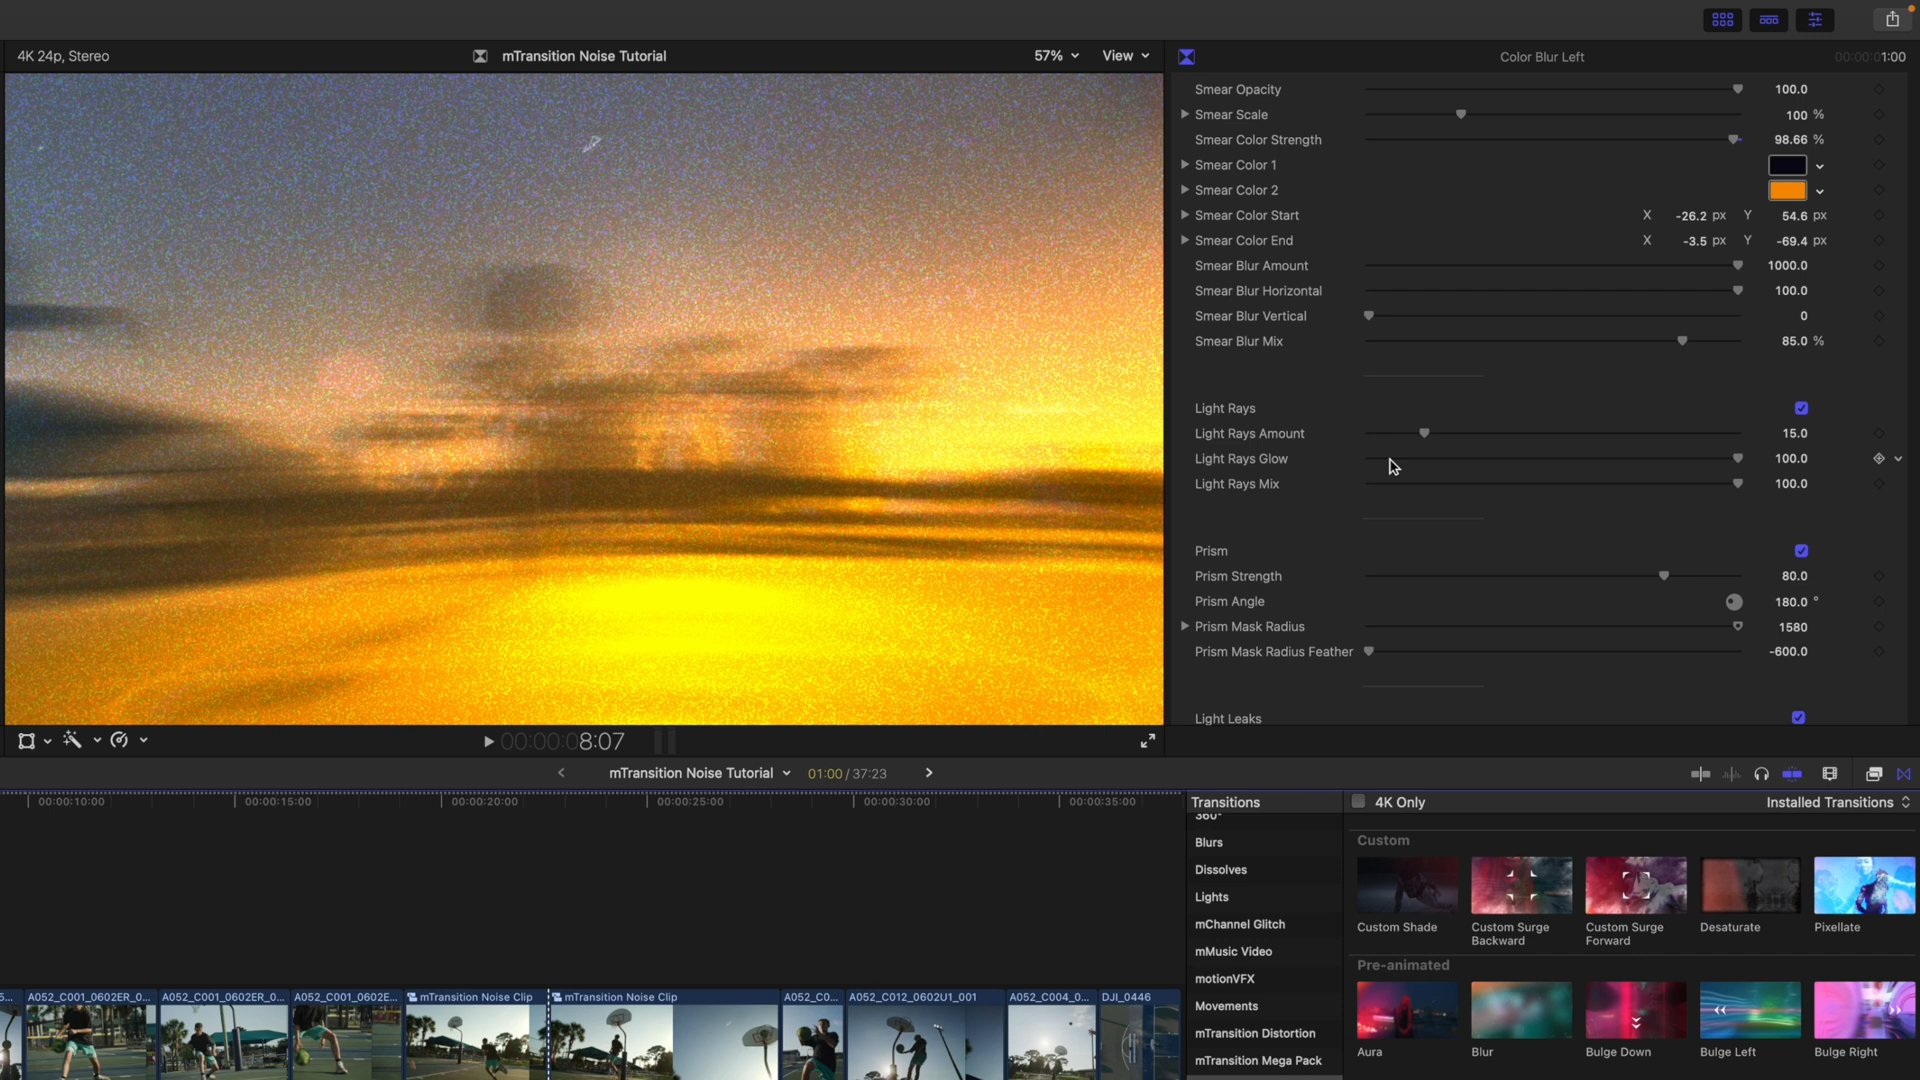 4K 24p, Stereo
mTransition Noise Tutorial
57%
View
Color Blur Left
00:00:01:00
Smear Opacity
100.0
Smear Scale
100 %
Smear Color Strength
98.66 %
Smear Color 1
Smear Color 2
Smear Color Start
X -26.2 px Y 54.6 px
Smear Color End
X -3.5 px Y -69.4 px
Smear Blur Amount
1000.0
Smear Blur Horizontal
100.0
Smear Blur Vertical
0
Smear Blur Mix
85.0 %
Light Rays
Light Rays Amount
15.0
Light Rays Glow
100.0
Light Rays Mix
100.0
Prism
Prism Strength
80.0
Prism Angle
180.0 °
Prism Mask Radius
1580
Prism Mask Radius Feather
-600.0
Light Leaks
00:00:08:07
mTransition Noise Tutorial
01:00 / 37:23
00:00:10:00
00:00:15:00
00:00:20:00
00:00:25:00
00:00:30:00
00:00:35:00
Transitions
4K Only
Installed Transitions
360°
Blurs
Dissolves
Lights
mChannel Glitch
mMusic Video
motionVFX
Movements
mTransition Distortion
mTransition Mega Pack
Custom
Custom Shade
Custom Surge
Backward
Custom Surge
Forward
Desaturate
Pixellate
Pre-animated
Aura
Blur
Bulge Down
Bulge Left
Bulge Right
A052_C001_0602ER_0...
A052_C001_0602ER_0...
A052_C001_0602E...
mTransition Noise Clip
mTransition Noise Clip
A052_C0...
A052_C012_0602U1_001
A052_C004_0...
DJI_0446